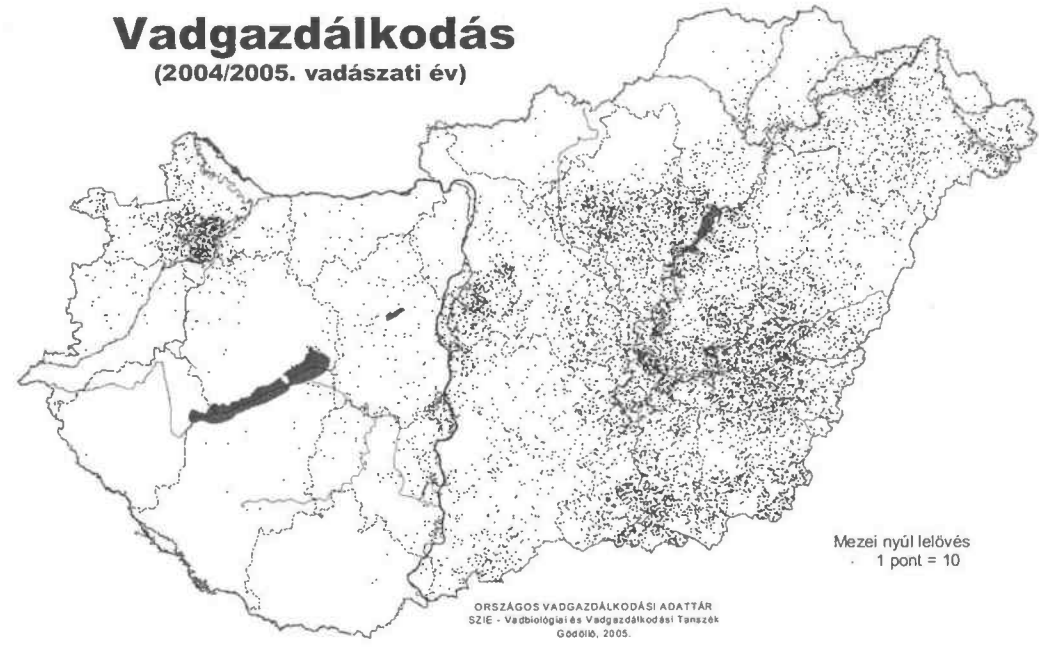 Vadgazdálkodás
(2004/2005. vadászati év)
Mezei nyúl lelövés
1 pont = 10
ORSZÁGOS VADGAZDÁLKODÁSI ADATTÁR
SZIE - Vadbiológiai és Vadgazdálkodási Tanszék
Gödöllő, 2005.